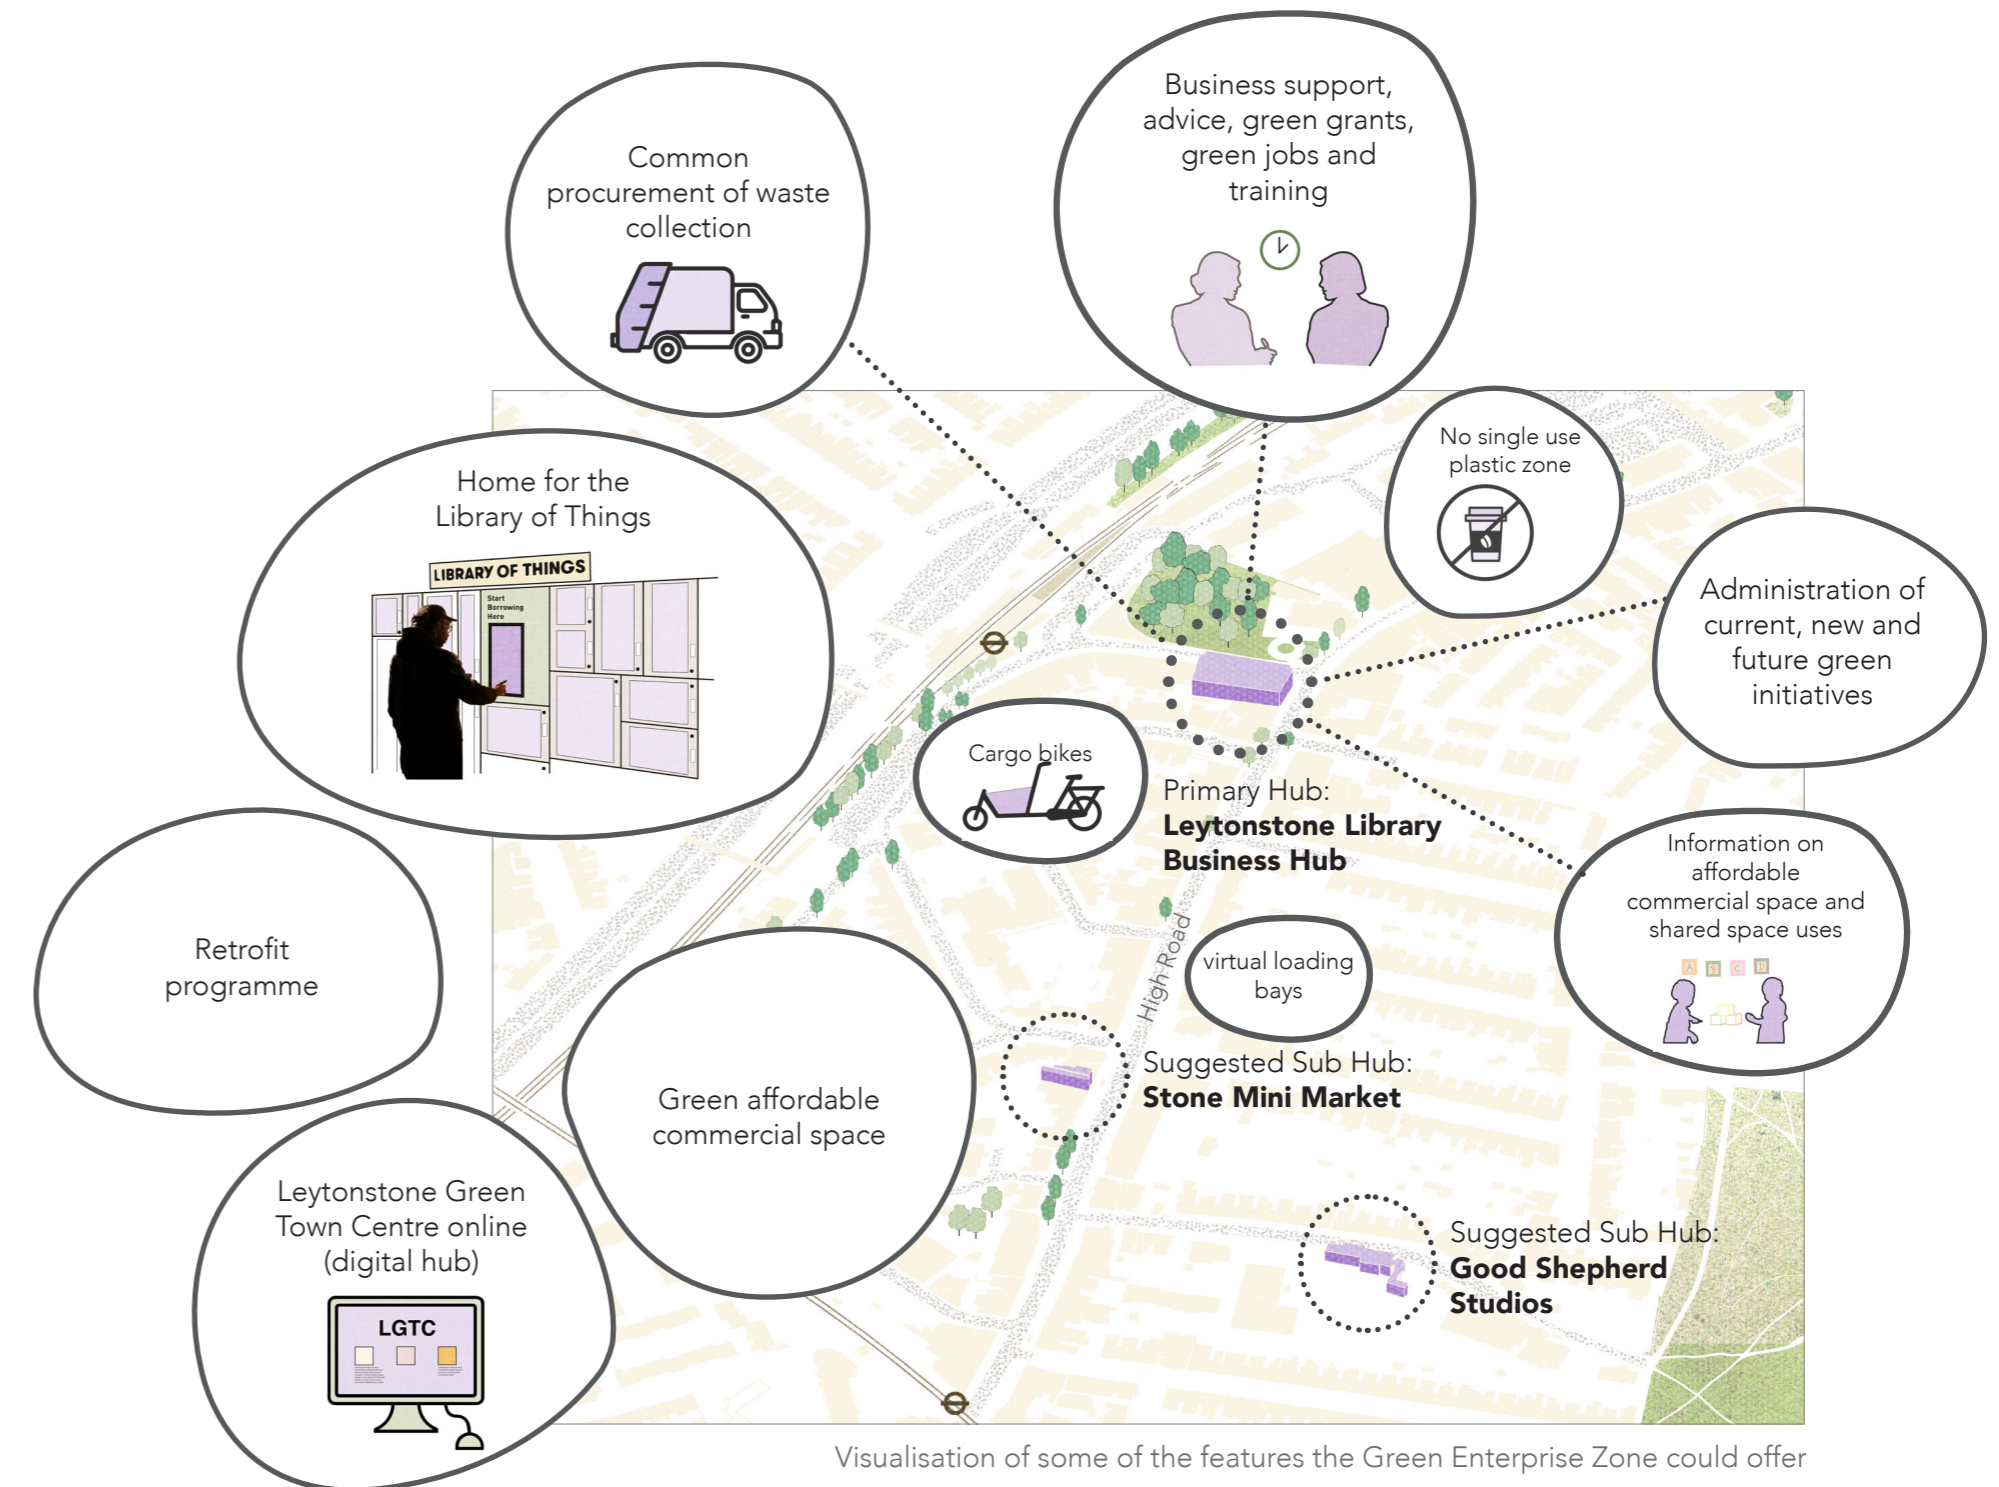 Business support,
advice, green grants,
green jobs and
training
Common
procurement of waste
collection
No single use
plastic zone
Home for the
Library of Things
LIBRARY OF THINGS
Start
Borrowing
Here
Administration of
current, new and
future green
initiatives
Cargo bikes
Primary Hub:
Leytonstone Library
Business Hub
Information on
affordable
commercial space and
shared space uses
A B C D
Retrofit
programme
High Road
virtual loading
bays
Suggested Sub Hub:
Stone Mini Market
Green affordable
commercial space
Leytonstone Green
Town Centre online
(digital hub)
LGTC
Suggested Sub Hub:
Good Shepherd
Studios
Visualisation of some of the features the Green Enterprise Zone could offer